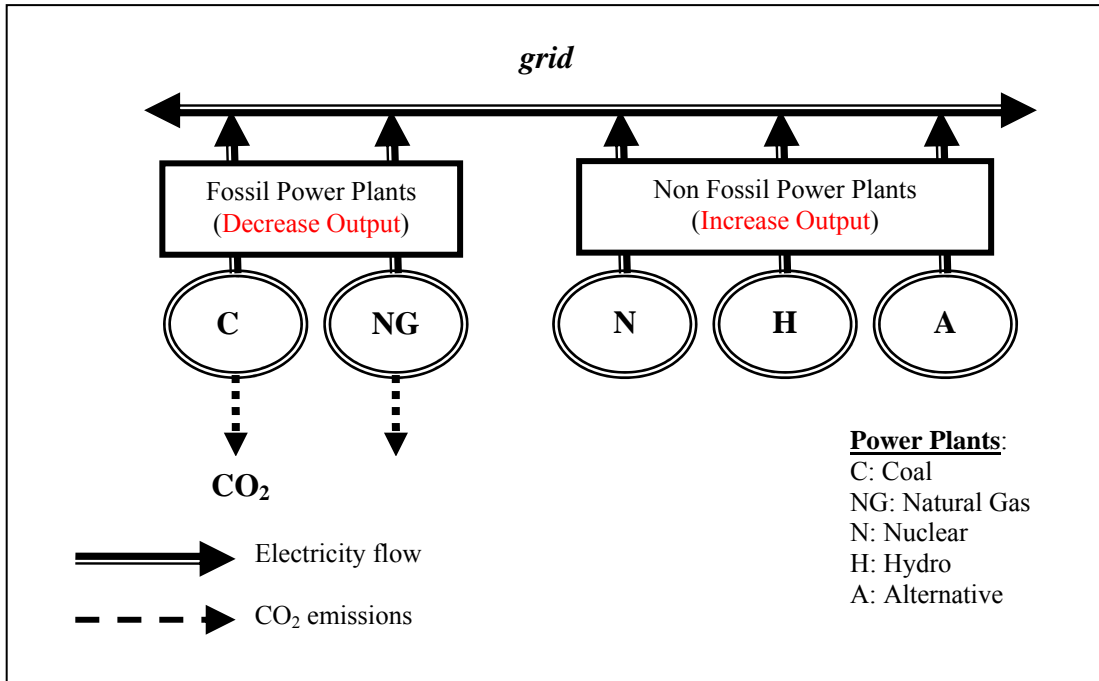 grid
Fossil Power Plants
(Decrease Output)
Non Fossil Power Plants
(Increase Output)
C
NG
N
H
A
CO₂
Power Plants:
C: Coal
NG: Natural Gas
N: Nuclear
H: Hydro
A: Alternative
Electricity flow
CO₂ emissions